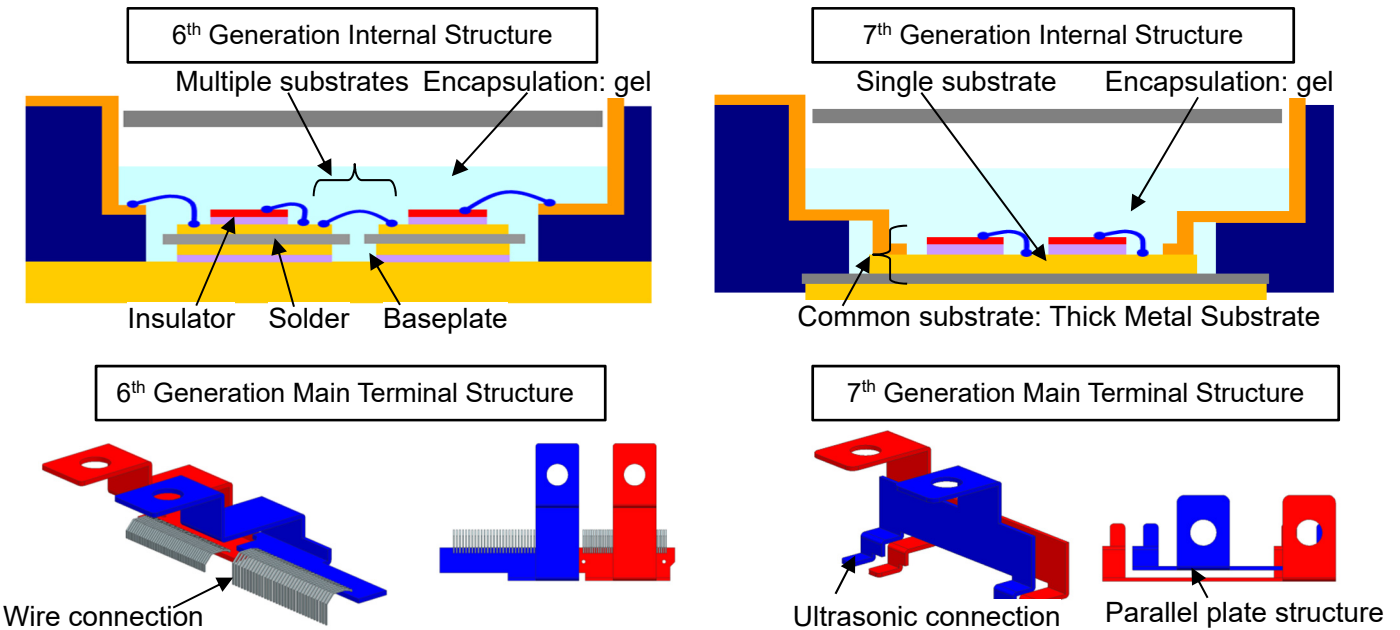 6th Generation Internal Structure
7th Generation Internal Structure
Multiple substrates
Encapsulation: gel
Single substrate
Encapsulation: gel
Insulator
Solder
Baseplate
Common substrate: Thick Metal Substrate
6th Generation Main Terminal Structure
7th Generation Main Terminal Structure
Wire connection
Ultrasonic connection
Parallel plate structure